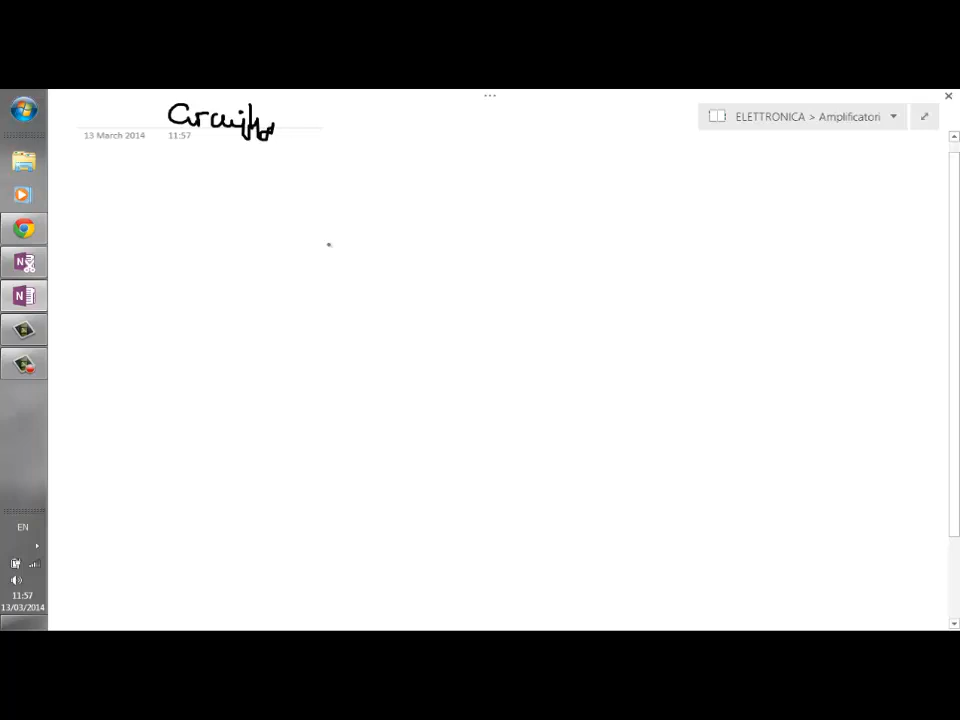 ELETTRONICA > Amplificatori
13 March 2014 11:57
EN
11:57
13/03/2014